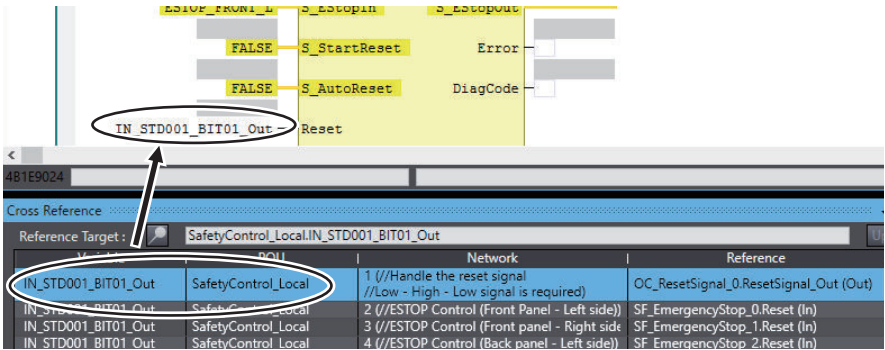 ESTOP_FRONT_L S_EStopIn S_EStopOut
FALSE S_StartReset Error
FALSE S_AutoReset DiagCode
IN_STD001_BIT01_Out Reset
4B1E9024
Cross Reference
Reference Target : SafetyControl_Local.IN_STD001_BIT01_Out
Variable POU Network Reference
IN_STD001_BIT01_Out SafetyControl_Local 1 (//Handle the reset signal
//Low - High - Low signal is required) OC_ResetSignal_0.ResetSignal_Out (Out)
IN_STD001_BIT01_Out SafetyControl_Local 2 (//ESTOP Control (Front Panel - Left side)) SF_EmergencyStop_0.Reset (In)
IN_STD001_BIT01_Out SafetyControl_Local 3 (//ESTOP Control (Front panel - Right side SF_EmergencyStop_1.Reset (In)
IN_STD001_BIT01_Out SafetyControl_Local 4 (//ESTOP Control (Back panel - Left side)) SF_EmergencyStop_2.Reset (In)